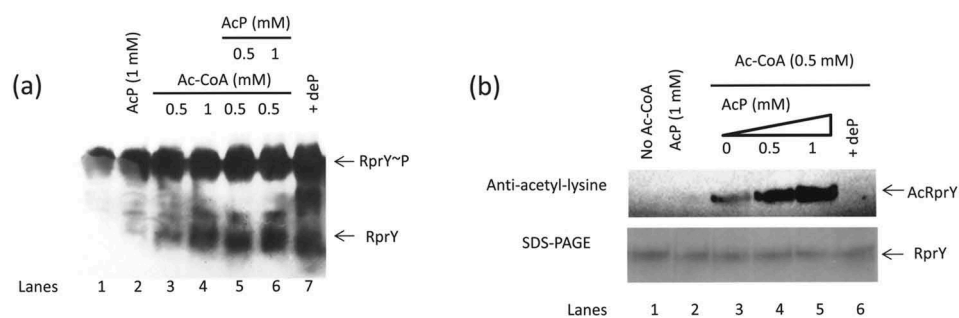 (a)
AcP (1 mM)
AcP (mM)
0.5 1
Ac-CoA (mM)
0.5 1 0.5 0.5
+ deP
RprY~P
RprY
Lanes 1 2 3 4 5 6 7
(b)
No Ac-CoA
AcP (1 mM)
Ac-CoA (0.5 mM)
AcP (mM)
0 0.5 1
+ deP
Anti-acetyl-lysine
AcRprY
SDS-PAGE
RprY
Lanes 1 2 3 4 5 6